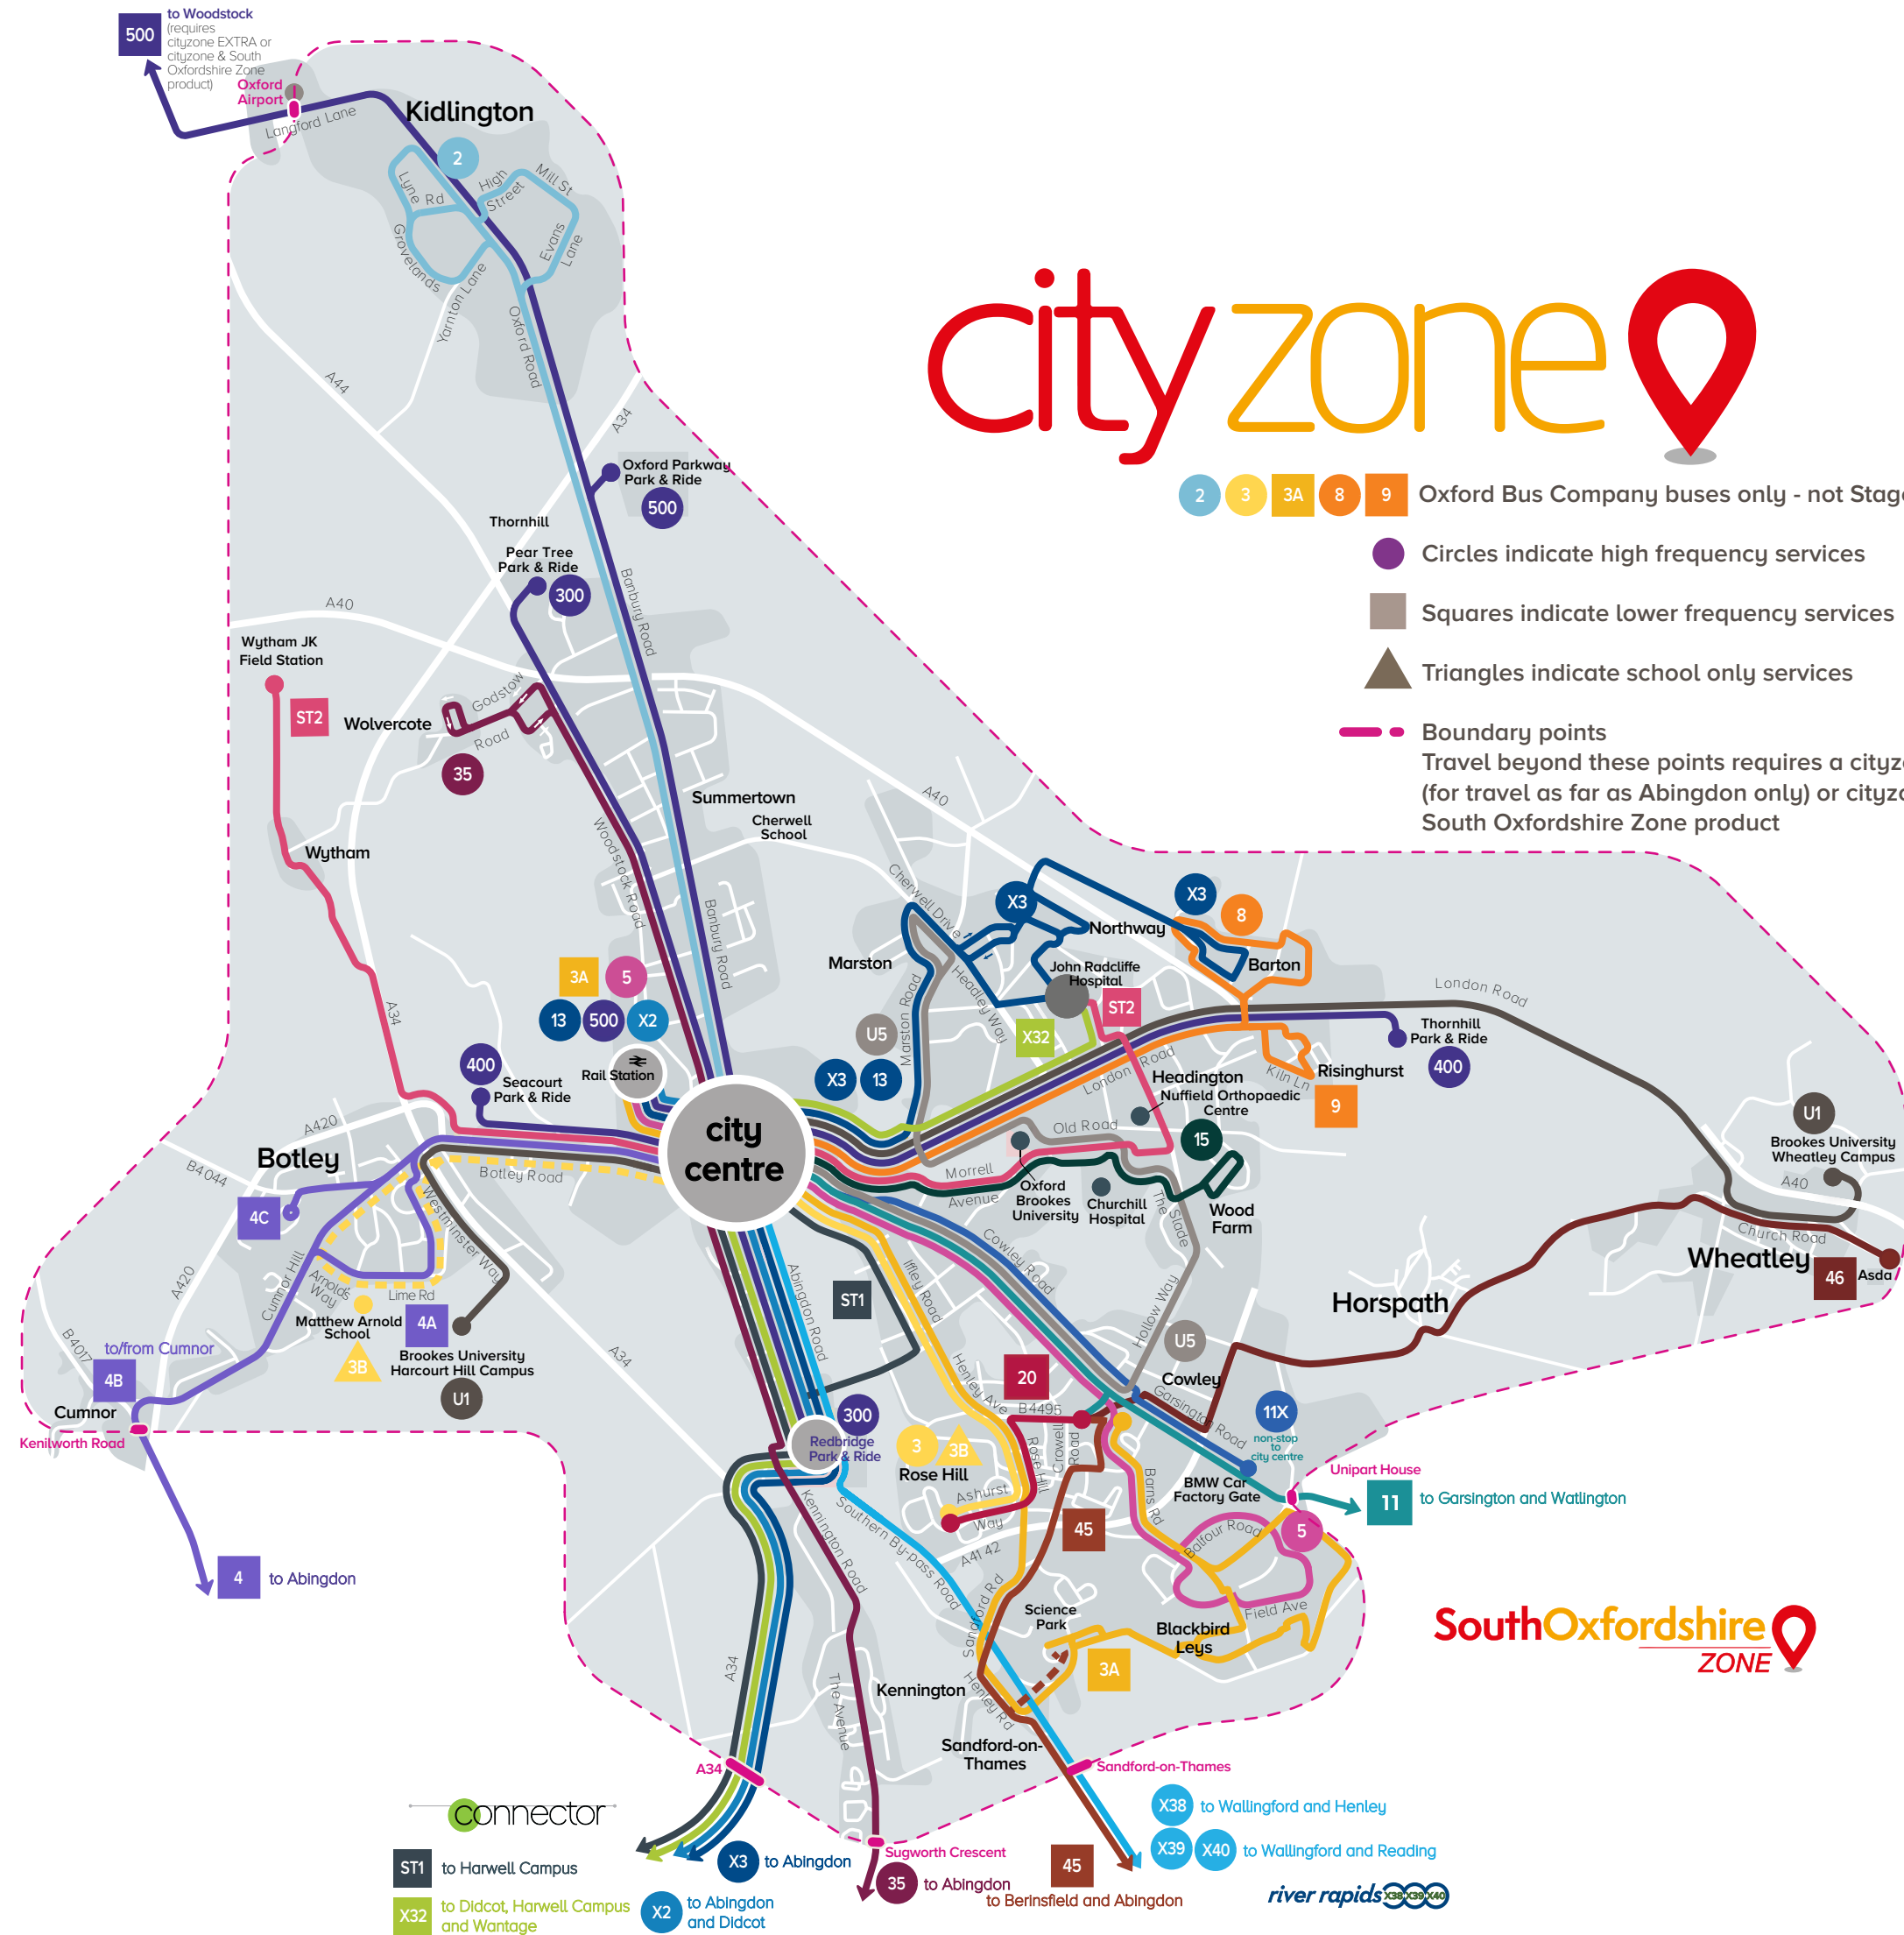 500
to Woodstock
(requires
cityzone EXTRA or
cityzone & South
Oxfordshire Zone
product)
Oxford
Airport
Langford Lane
Kidlington
2
Lyne
Rd
High
Street
Mill St
Evans
Lane
Grovelands
Yarnton Lane
Oxford Road
A44
A34
cityzone
2
3
3A
8
9
Oxford Bus Company buses only - not Stag
Circles indicate high frequency services
Squares indicate lower frequency services
Triangles indicate school only services
Boundary points
Travel beyond these points requires a
(for travel as far as Abingdon only) or
South Oxfordshire Zone product
Oxford Parkway
Park & Ride
500
Thornhill
Pear Tree
Park & Ride
300
Banbury Road
A40
Wytham JK
Field Station
ST2
Wolvercote
Godstow
Road
35
Summertown
Cherwell
School
A40
Wytham
Woodstock Road
Banbury Road
Cherwell Drive
X3
X3
8
Northway
Marston
Barton
John Radcliffe
Hospital
3A
5
13
500
X2
Marston Road
Headley Way
ST2
London Road
A34
U5
X32
Thornhill
Park & Ride
400
400
Seacourt
Park & Ride
Rail Station
X3
13
London Road
Headington
Kiln Ln
Risinghurst
9
Nuffield Orthopaedic
Centre
U1
Brookes University
Wheatley Campus
A420
city
centre
Old Road
15
Botley
B4044
Botley Road
Morrell
Avenue
Oxford
Brookes
University
Churchill
Hospital
The Slade
Wood
Farm
A40
Church Road
4C
Westminster Way
Wheatley
46
Asda
A420
Cumnor Hill
Arnold's
Way
Lime Rd
Abingdon Road
ST1
Iffley Road
Cowley Road
Hollow Way
Horspath
Matthew Arnold
School
4A
3B
Brookes University
Harcourt Hill Campus
U1
A34
B4017
to/from Cumnor
4B
Cumnor
Kenilworth Road
U5
20
Cowley
Henley Ave
B4495
Garsington Road
11X
non-stop
to
city centre
300
Redbridge
Park & Ride
3
3B
Rose Hill
Rose Hill
Crowell
Road
Barns Rd
BMW Car
Factory Gate
Unipart House
11
to Garsington and Watlington
Ashurst
Way
Kennington Road
Southern By-pass Road
A4142
45
Balfour Road
5
4
to Abingdon
Sandford Rd
Science
Park
Field Ave
Blackbird
Leys
SouthOxfordshire
ZONE
A34
The Avenue
Kennington
Henley Rd
3A
Sandford-on-
Thames
A34
Sandford-on-Thames
connector
X38
to Wallingford and Henley
X39
X40
to Wallingford and Reading
ST1
to Harwell Campus
X3
to Abingdon
Sugworth Crescent
35
to Abingdon
45
to Berinsfield and Abingdon
X32
to Didcot, Harwell Campus
and Wantage
X2
to Abingdon
and Didcot
river rapids
X38
X39
X40